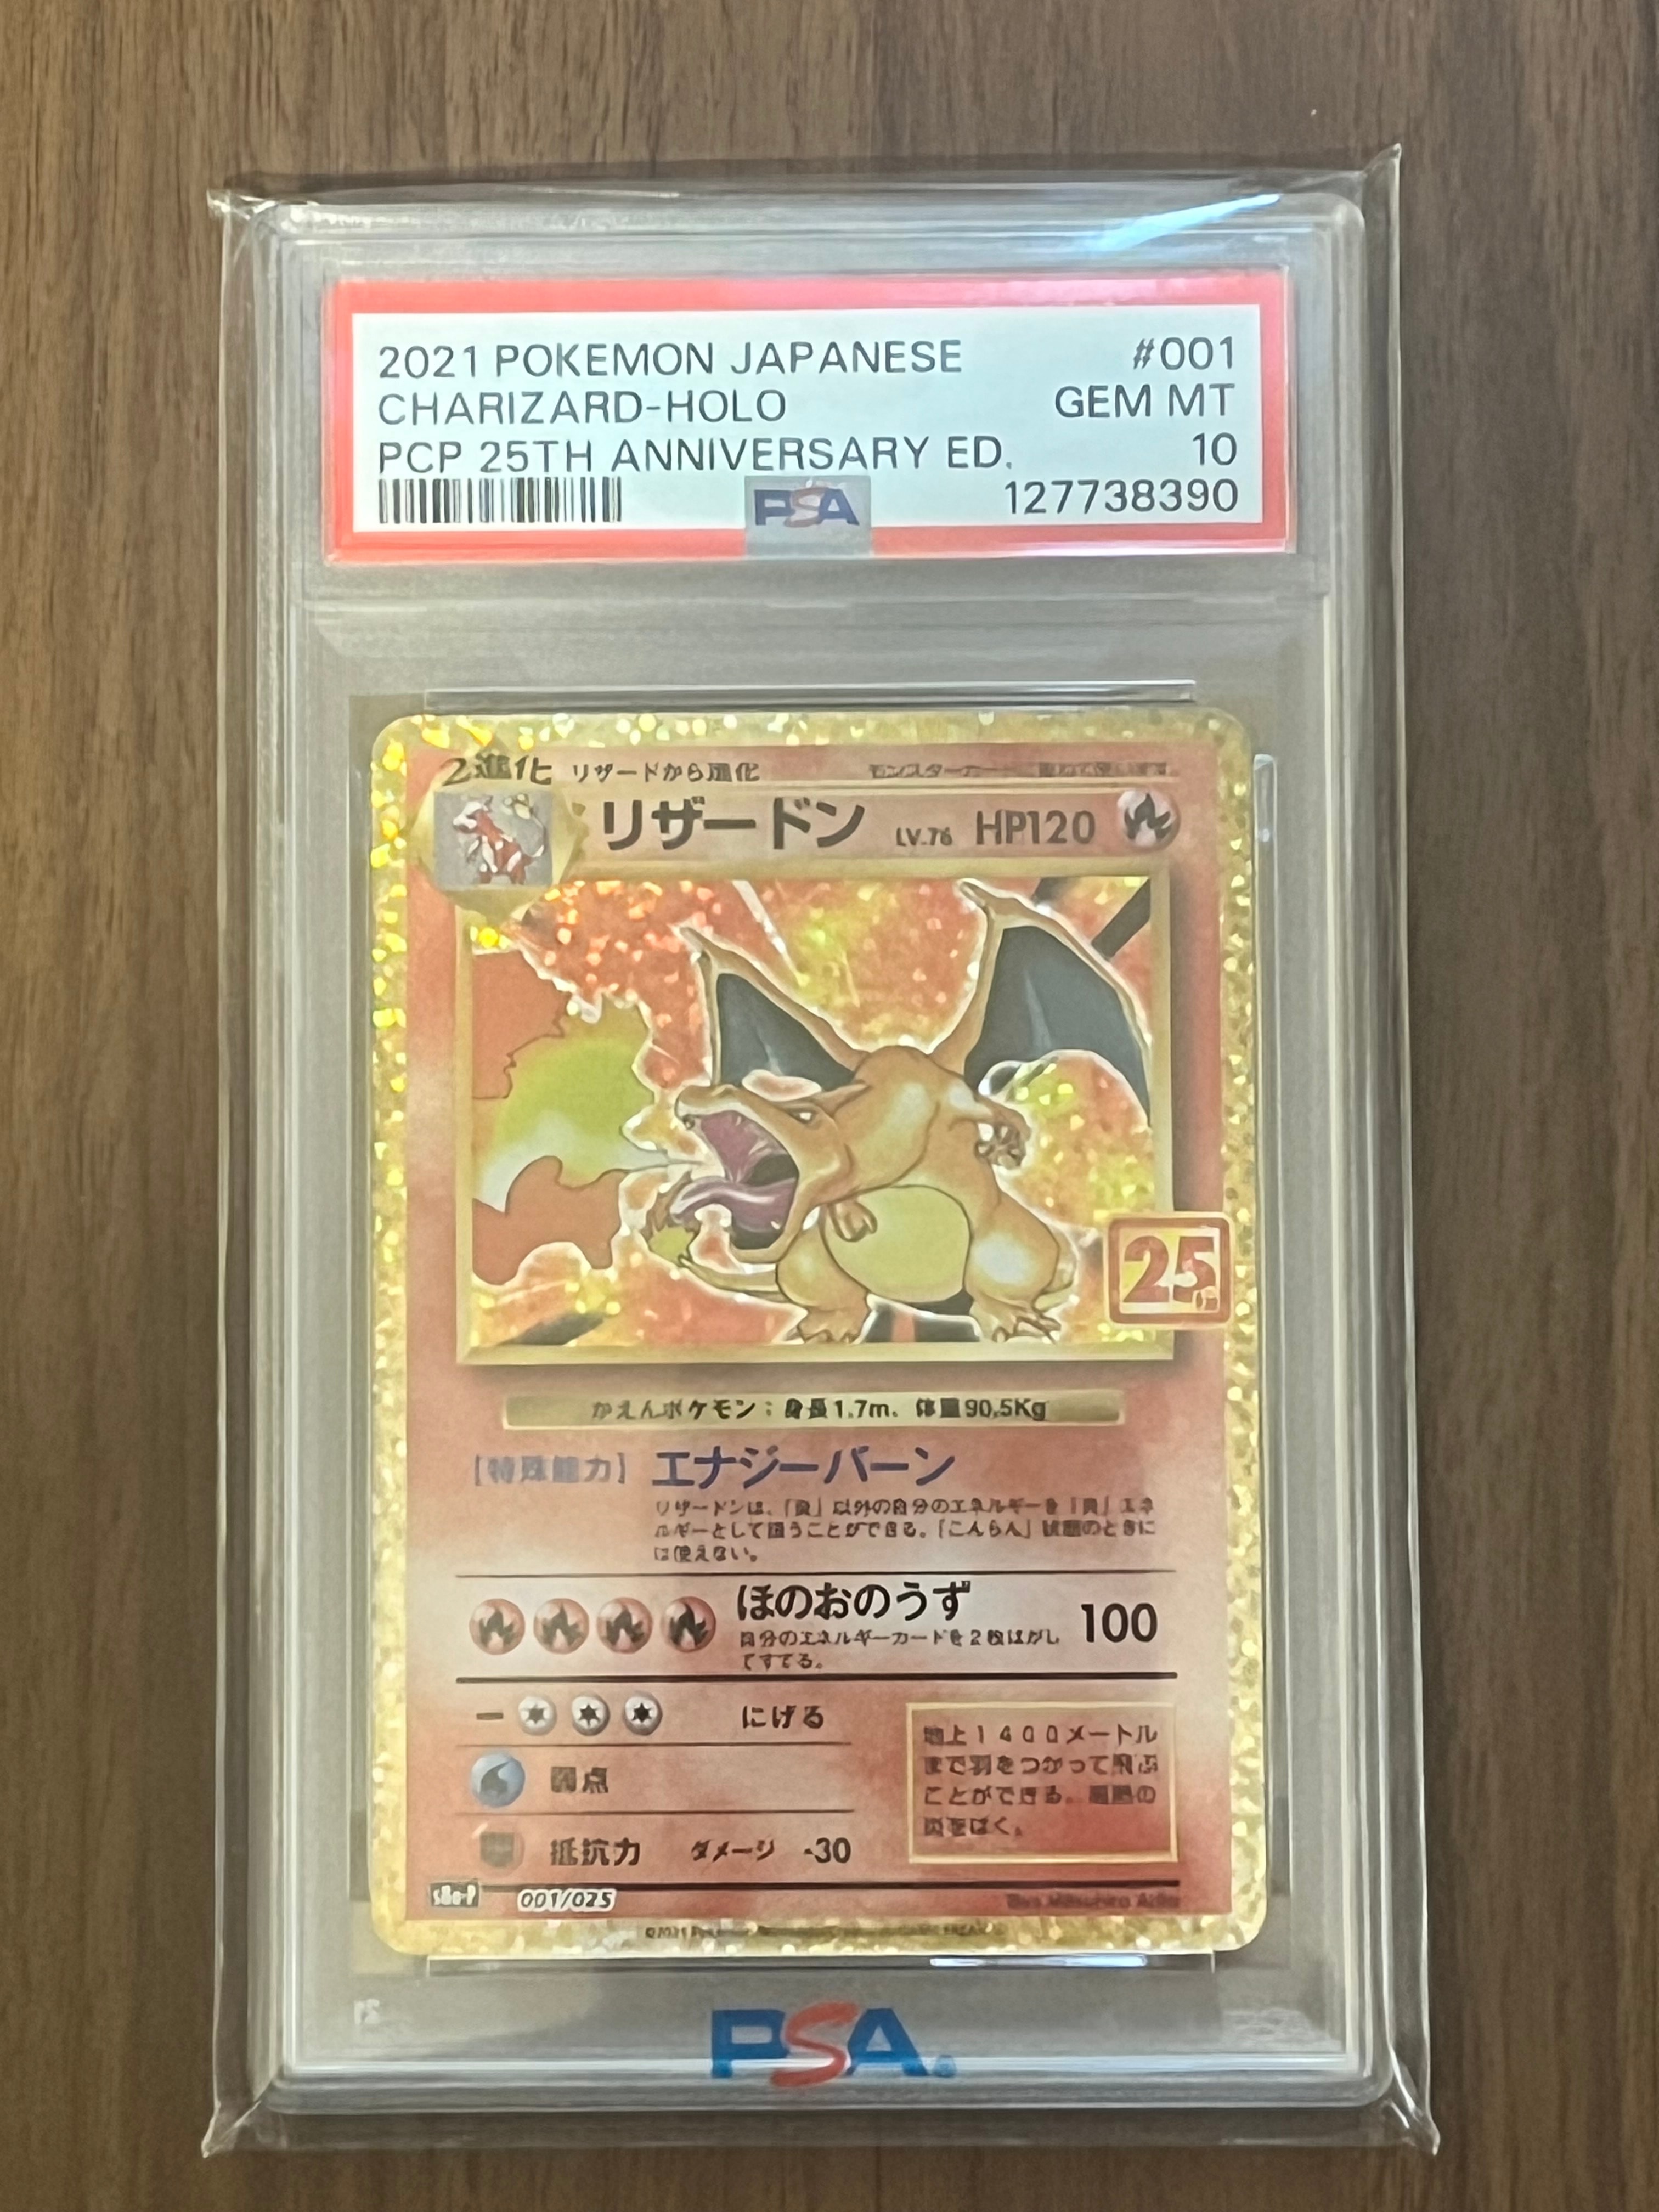 2021 POKEMON JAPANESE #001
CHARIZARD-HOLO GEM MT
PCP 25TH ANNIVERSARY ED. 10
PSA 127738390
2進化 リザードから進化
リザードン LV.76 HP120
25
かえんポケモン：身長1.7m、体重90.5Kg
【特殊能力】 エナジーバーン
リザードンは、「炎」以外の自分のエネルギーを「炎」エネ
ルギーとして扱うことができる。「こんらん」状態のときに
は使えない。
ほのおのうず 100
自分のエネルギーカードを2枚はがし
てすてる。
にげる
弱点
抵抗力 ダメージ -30
地上1400メートル
まで羽をつかって飛ぶ
ことができる。高熱の
炎をはく。
s8a-P 001/025
©2021 Pokémon
PSA